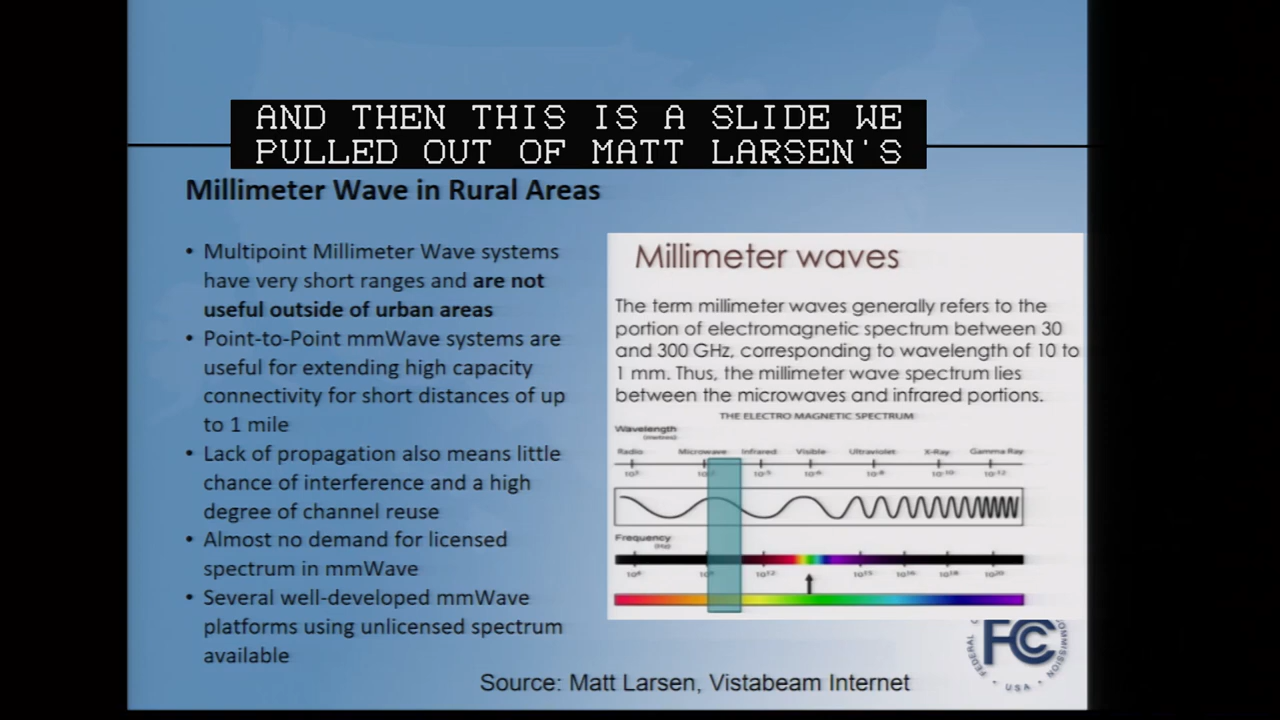 AND THEN THIS IS A SLIDE WE
PULLED OUT OF MATT LARSEN'S
Millimeter Wave in Rural Areas
• Multipoint Millimeter Wave systems
have very short ranges and are not
useful outside of urban areas
• Point-to-Point mmWave systems are
useful for extending high capacity
connectivity for short distances of up
to 1 mile
• Lack of propagation also means little
chance of interference and a high
degree of channel reuse
• Almost no demand for licensed
spectrum in mmWave
• Several well-developed mmWave
platforms using unlicensed spectrum
available
Millimeter waves
The term millimeter waves generally refers to the
portion of electromagnetic spectrum between 30
and 300 GHz, corresponding to wavelength of 10 to
1 mm. Thus, the millimeter wave spectrum lies
between the microwaves and infrared portions.
THE ELECTRO MAGNETIC SPECTRUM
Wavelength
(metres)
Radio Microwave Infrared Visible Ultraviolet X-Ray Gamma Ray
Frequency
(Hz)
FCC
FEDERAL
USA
Source: Matt Larsen, Vistabeam Internet